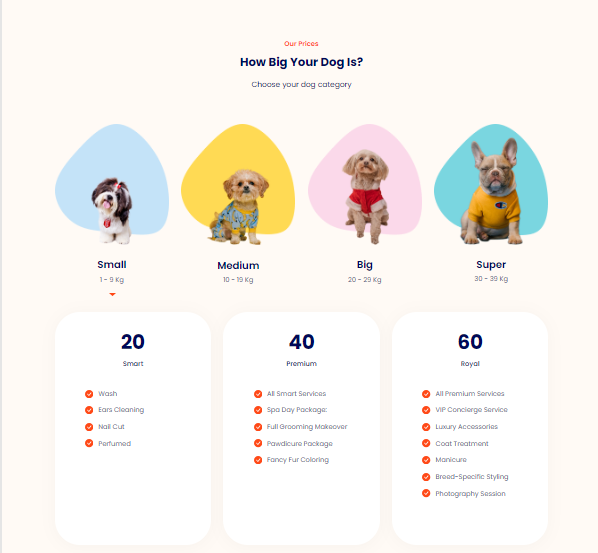 Our Prices
How Big Your Dog Is?
Choose your dog category
Small
1 - 9 Kg
Medium
10 - 19 Kg
Big
20 - 29 Kg
Super
30 - 39 Kg
20
Smart
Wash
Ears Cleaning
Nail Cut
Perfumed
40
Premium
All Smart Services
Spa Day Package:
Full Grooming Makeover
Pawdicure Package
Fancy Fur Coloring
60
Royal
All Premium Services
VIP Concierge Service
Luxury Accessories
Coat Treatment
Manicure
Breed-Specific Styling
Photography Session